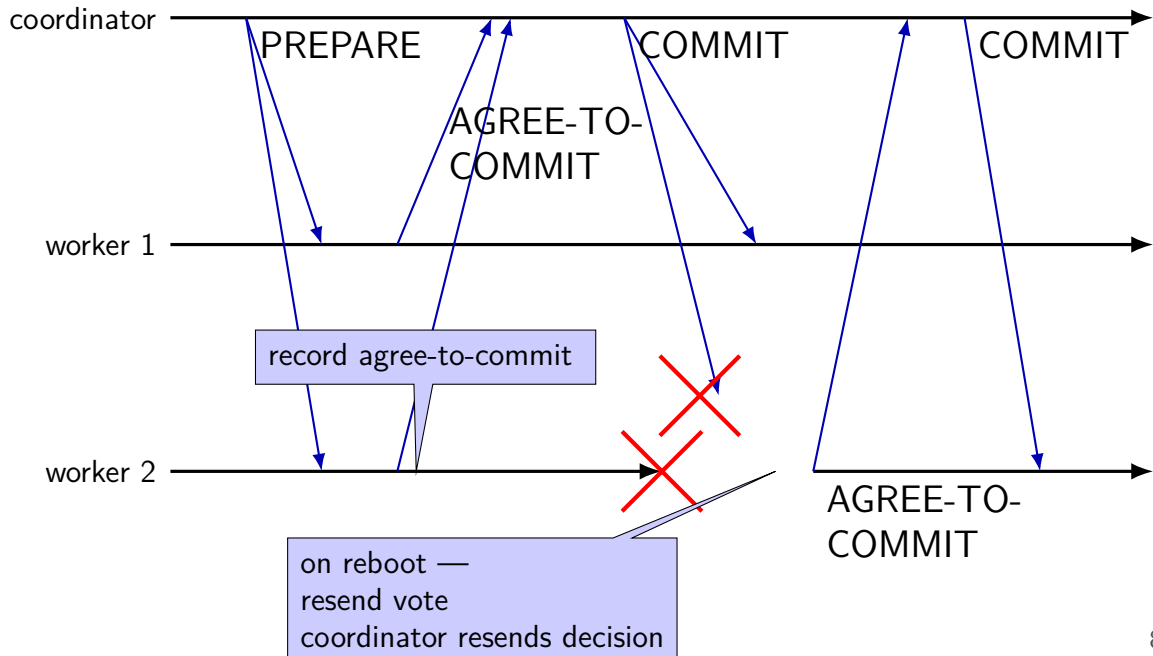 coordinator
PREPARE
COMMIT
COMMIT
AGREE-TO-
COMMIT
worker 1
record agree-to-commit
worker 2
AGREE-TO-
COMMIT
on reboot —
resend vote
coordinator resends decision